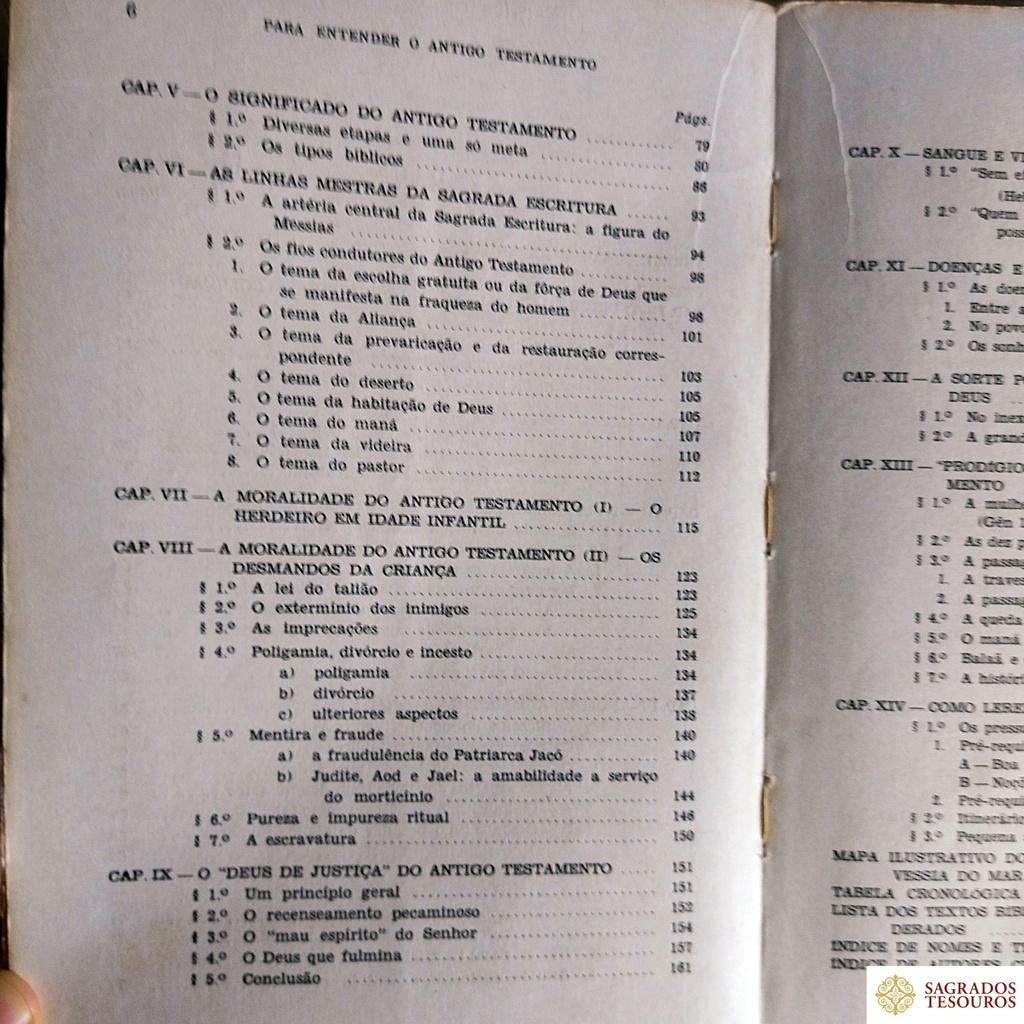 6
PARA ENTENDER O ANTIGO TESTAMENTO
Págs.
CAP. V — O SIGNIFICADO DO ANTIGO TESTAMENTO .......... 79
§ 1.º Diversas etapas e uma só meta .......... 80
§ 2.º Os tipos bíblicos .......... 86
CAP. VI — AS LINHAS MESTRAS DA SAGRADA ESCRITURA ...... 93
§ 1.º A artéria central da Sagrada Escritura: a figura do
Messias .......... 94
§ 2.º Os fios condutores do Antigo Testamento .......... 98
1. O tema da escolha gratuita ou da fôrça de Deus que
se manifesta na fraqueza do homem .......... 98
2. O tema da Aliança .......... 101
3. O tema da prevaricação e da restauração corres-
pondente .......... 103
4. O tema do deserto .......... 105
5. O tema da habitação de Deus .......... 105
6. O tema do maná .......... 107
7. O tema da videira .......... 110
8. O tema do pastor .......... 112
CAP. VII — A MORALIDADE DO ANTIGO TESTAMENTO (I) — O
HERDEIRO EM IDADE INFANTIL .......... 115
CAP. VIII — A MORALIDADE DO ANTIGO TESTAMENTO (II) — OS
DESMANDOS DA CRIANÇA .......... 123
§ 1.º A lei do talião .......... 123
§ 2.º O extermínio dos inimigos .......... 125
§ 3.º As imprecações .......... 134
§ 4.º Poligamia, divórcio e incesto .......... 134
a) poligamia .......... 134
b) divórcio .......... 137
c) ulteriores aspectos .......... 138
§ 5.º Mentira e fraude .......... 140
a) a fraudulência do Patriarca Jacó .......... 140
b) Judite, Aod e Jael: a amabilidade a serviço
do morticínio .......... 144
§ 6.º Pureza e impureza ritual .......... 146
§ 7.º A escravatura .......... 150
CAP. IX — O "DEUS DE JUSTIÇA" DO ANTIGO TESTAMENTO ..... 151
§ 1.º Um princípio geral .......... 151
§ 2.º O recenseamento pecaminoso .......... 152
§ 3.º O "mau espírito" do Senhor .......... 154
§ 4.º O Deus que fulmina .......... 157
§ 5.º Conclusão .......... 161
CAP. X — SANGUE E
§ 1.º "Sem
§ 2.º "Quem
CAP. XI — DOENÇAS E
§ 1.º As
1. Entre
2. No
§ 2.º Os
CAP. XII — A SORTE
DEUS ..
§ 1.º No
§ 2.º A
CAP. XIII — "PRODÍGIO
MENTO
§ 1.º A
(Gên
§ 2.º As dez
§ 3.º A
1. A
2. A
§ 4.º A queda
§ 5.º O maná
§ 6.º Balaã e
§ 7.º A
CAP. XIV — COMO
§ 1.º Os
1.
A — Boa
B —
2.
§ 2.º
§ 3.º Pequena
MAPA ILUSTRATIVO
VESSIA DO MAR
TABELA CRONOLÓGICA
LISTA DOS TEXTOS
DERADOS
ÍNDICE DE NOMES E
ÍNDICE DE AUTORES
SAGRADOS
TESOUROS